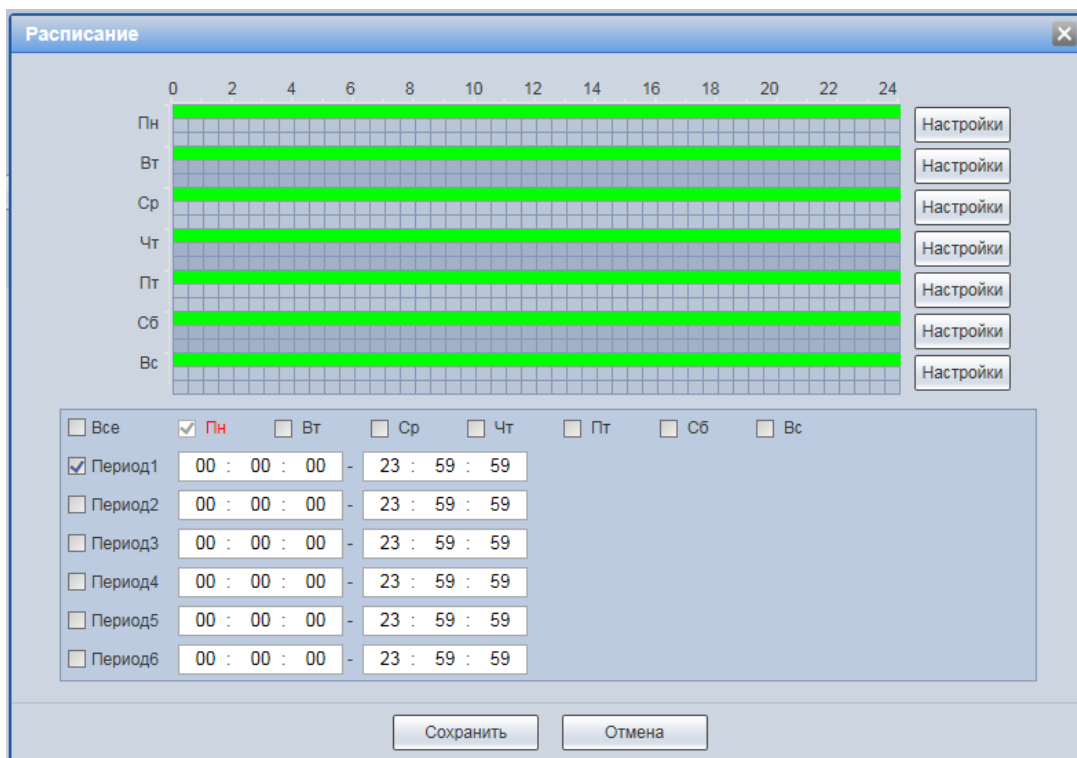 Расписание
0 2 4 6 8 10 12 14 16 18 20 22 24
Пн Настройки
Вт Настройки
Ср Настройки
Чт Настройки
Пт Настройки
Сб Настройки
Вс Настройки
Все Пн Вт Ср Чт Пт Сб Вс
Период1 00 : 00 : 00 - 23 : 59 : 59
Период2 00 : 00 : 00 - 23 : 59 : 59
Период3 00 : 00 : 00 - 23 : 59 : 59
Период4 00 : 00 : 00 - 23 : 59 : 59
Период5 00 : 00 : 00 - 23 : 59 : 59
Период6 00 : 00 : 00 - 23 : 59 : 59
Сохранить Отмена